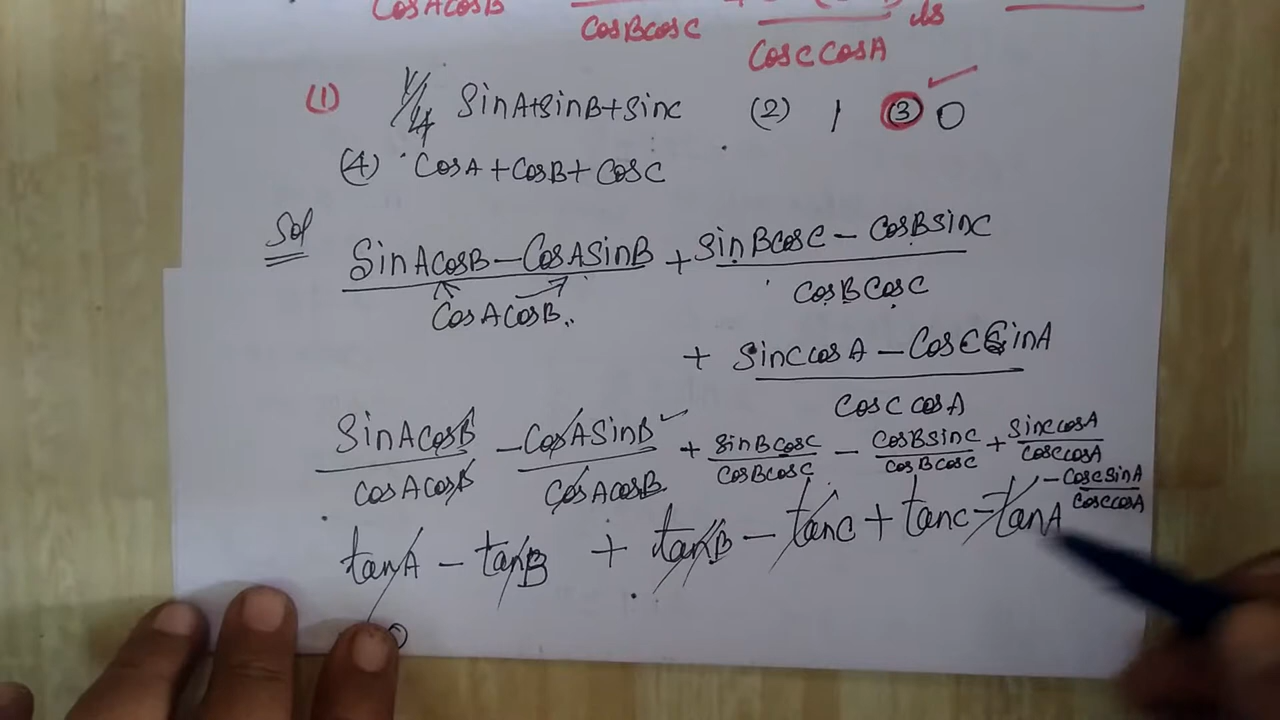 CosACosB
CosBCosC
CosCCosA
is
(1) SinA+SinB+SinC (2) 1 (3) 0
(4) CosA+CosB+CosC
Sol
SinACosB-CosASinB + SinBCosC-CosBSinC
CosACosB CosBCosC
+ SinCCosA-CosCSinA
CosCCosA
SinACosB -CosASinB + SinBCosC - CosBSinC + SinCCosA
CosACosB CosACosB CosBCosC CosBCosC CosCCosA
-CosCSinA
CosCCosA
tanA - tanB + tanB - tanC + tanC - tanA
0